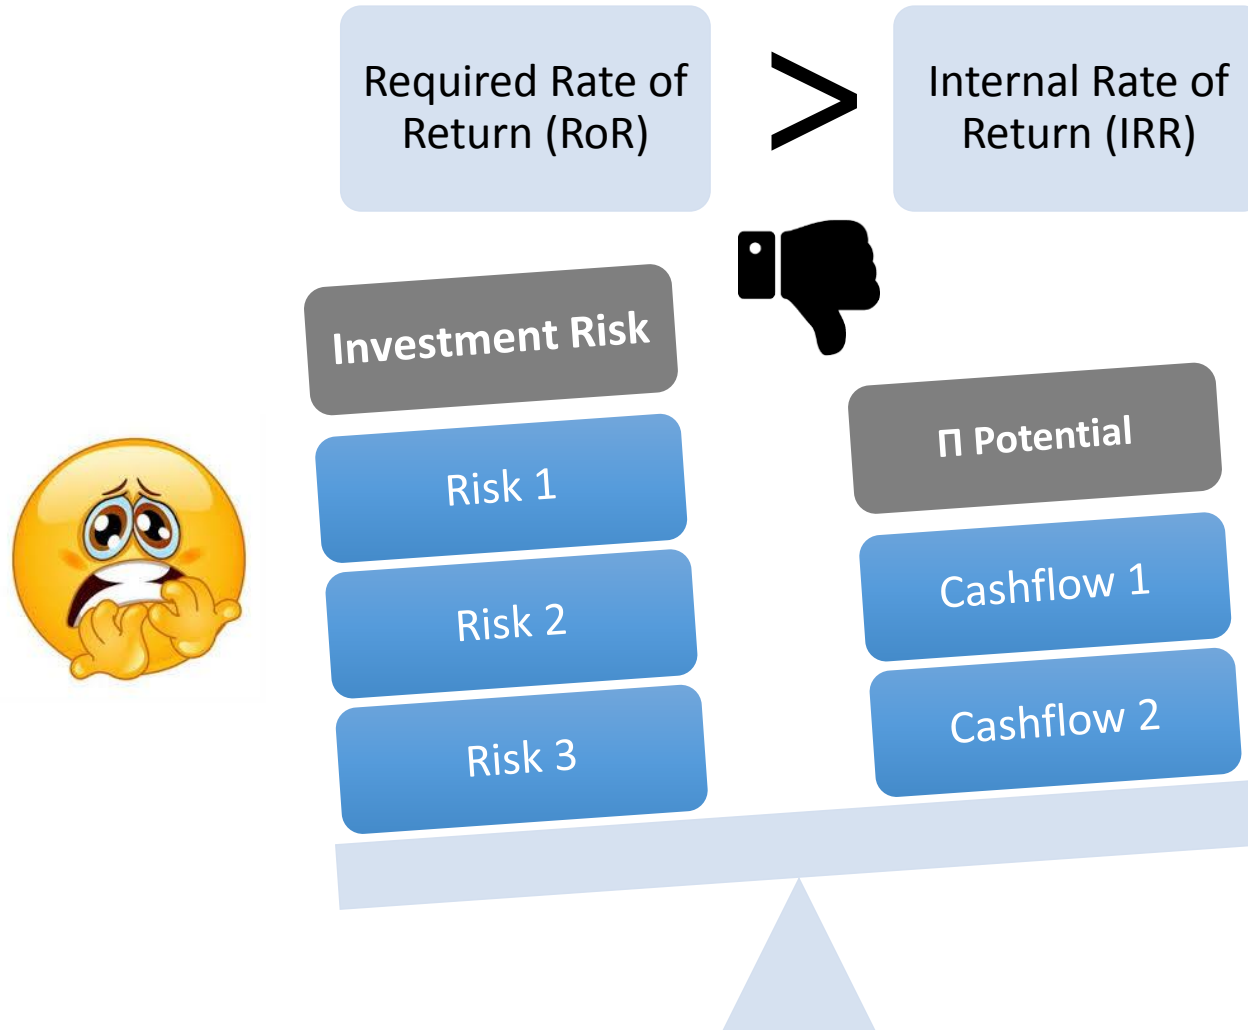 Required Rate of
Return (RoR)
>
Internal Rate of
Return (IRR)
Investment Risk
Risk 1
Risk 2
Risk 3
Π Potential
Cashflow 1
Cashflow 2